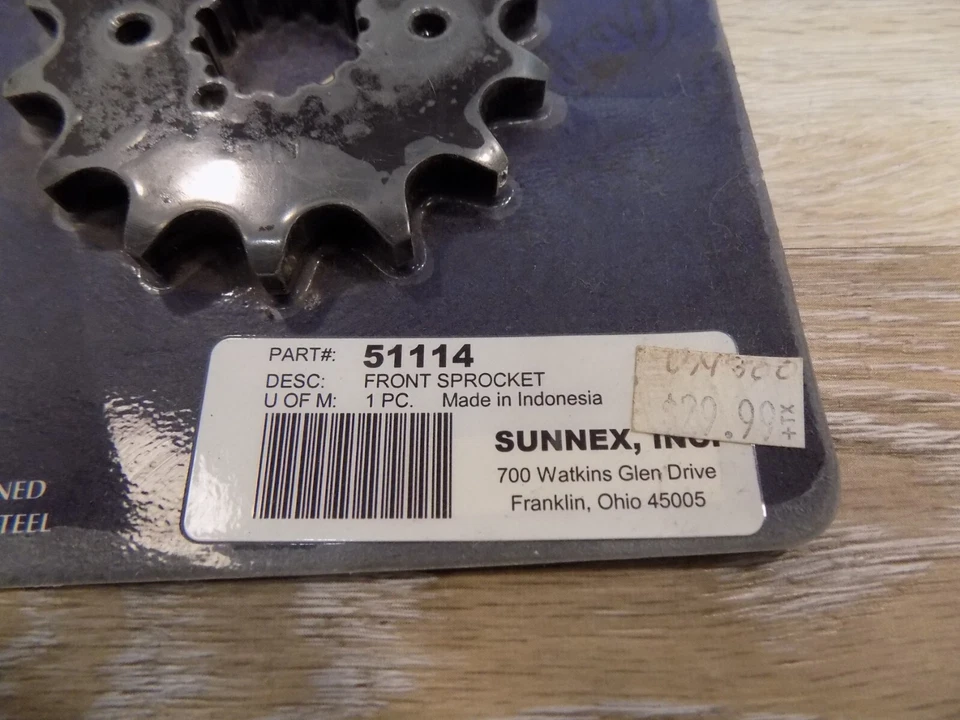 PART#: 51114
DESC: FRONT SPROCKET
U OF M: 1 PC. Made in Indonesia
SUNNEX, INC.
700 Watkins Glen Drive
Franklin, Ohio 45005
$29.99 +TX
NED
TEEL